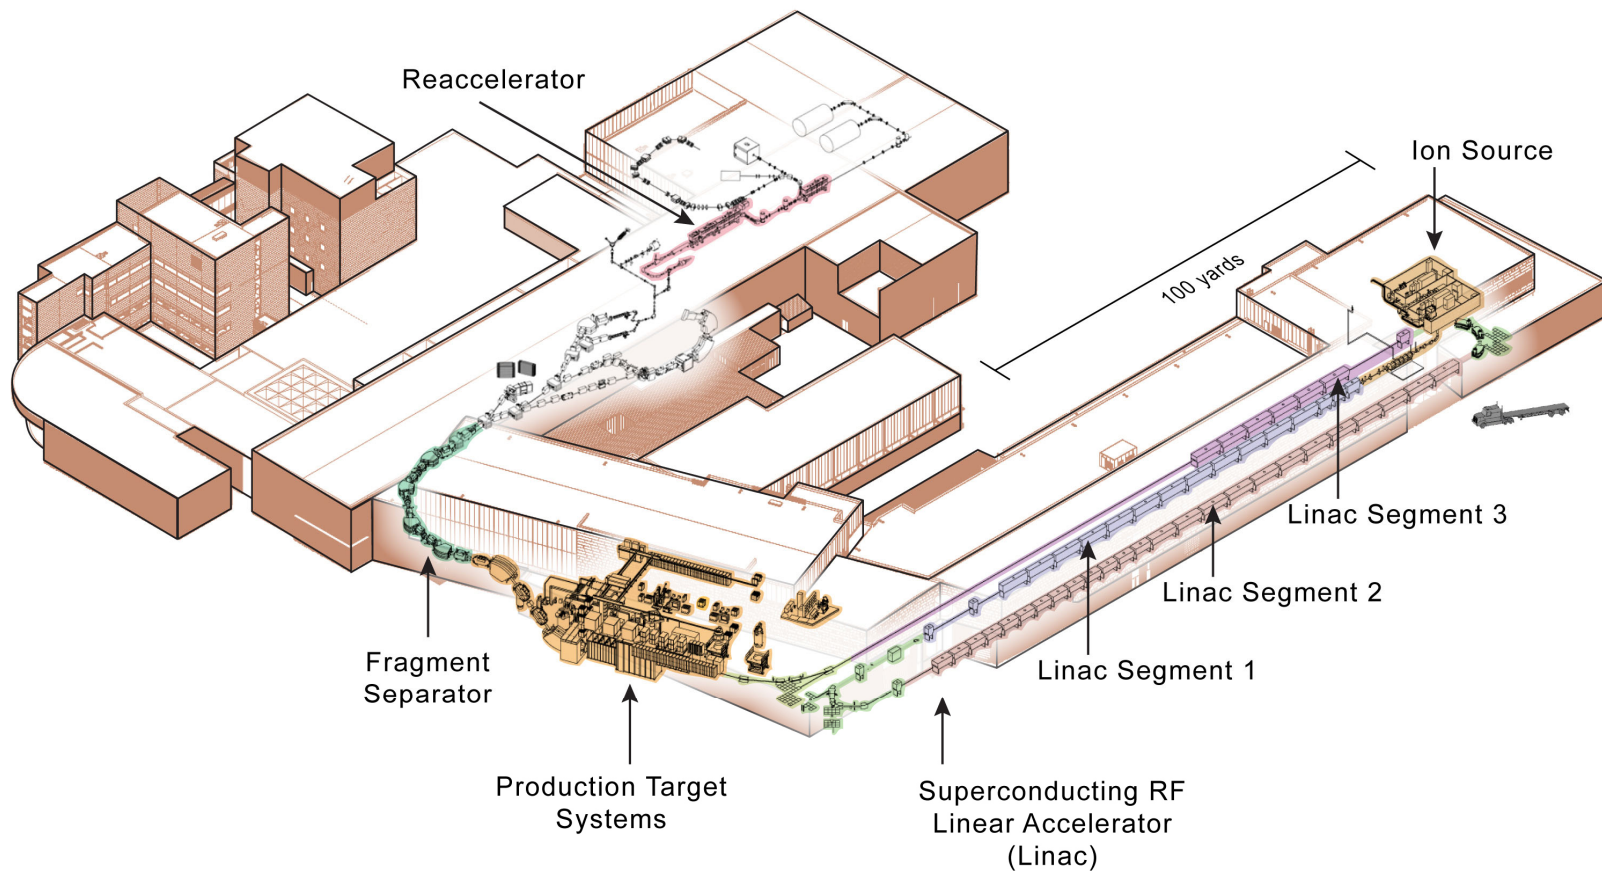 Reaccelerator
Ion Source
100 yards
Linac Segment 3
Linac Segment 2
Linac Segment 1
Fragment
Separator
Production Target
Systems
Superconducting RF
Linear Accelerator
(Linac)